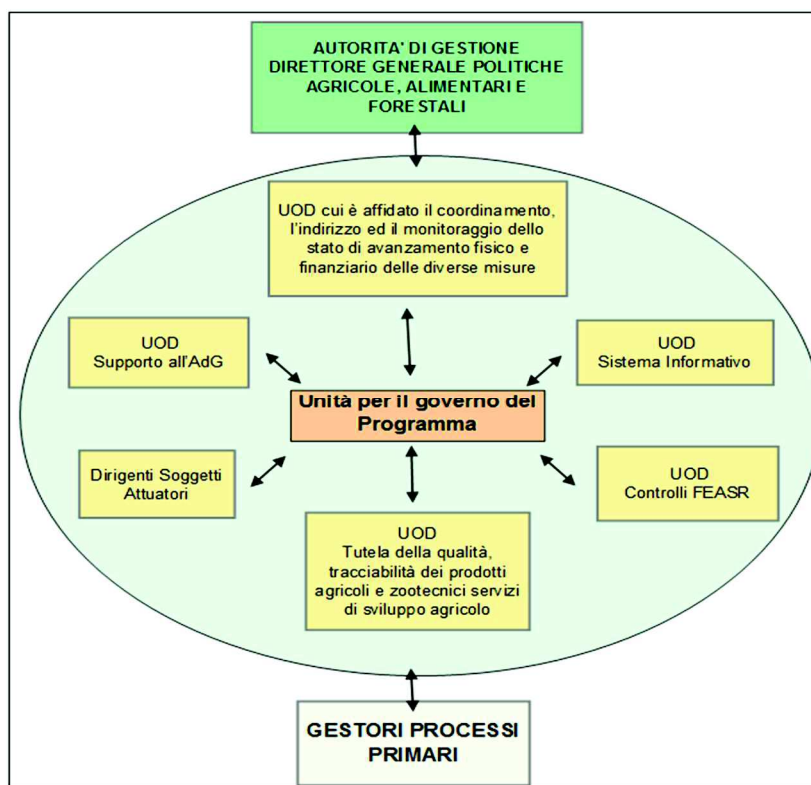 AUTORITA' DI GESTIONE
DIRETTORE GENERALE POLITICHE
AGRICOLE, ALIMENTARI E
FORESTALI
UOD cui è affidato il coordinamento,
l'indirizzo ed il monitoraggio dello
stato di avanzamento fisico e
finanziario delle diverse misure
UOD
Supporto all'AdG
UOD
Sistema Informativo
Unità per il governo del
Programma
Dirigenti Soggetti
Attuatori
UOD
Controlli FEASR
UOD
Tutela della qualità,
tracciabilità dei prodotti
agricoli e zootecnici servizi
di sviluppo agricolo
GESTORI PROCESSI
PRIMARI